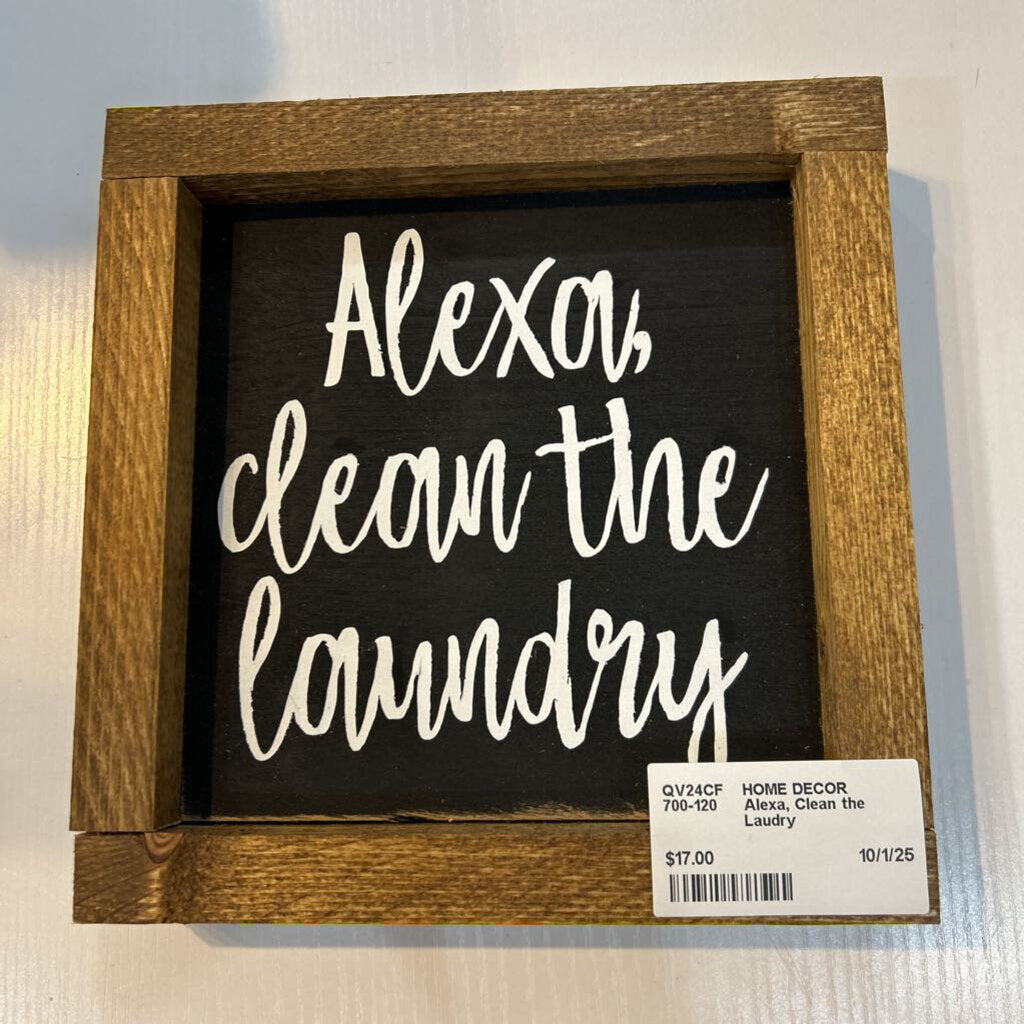 Alexa,
clean the
laundry
QV24CF HOME DECOR
700-120 Alexa, Clean the
Laudry
$17.00 10/1/25